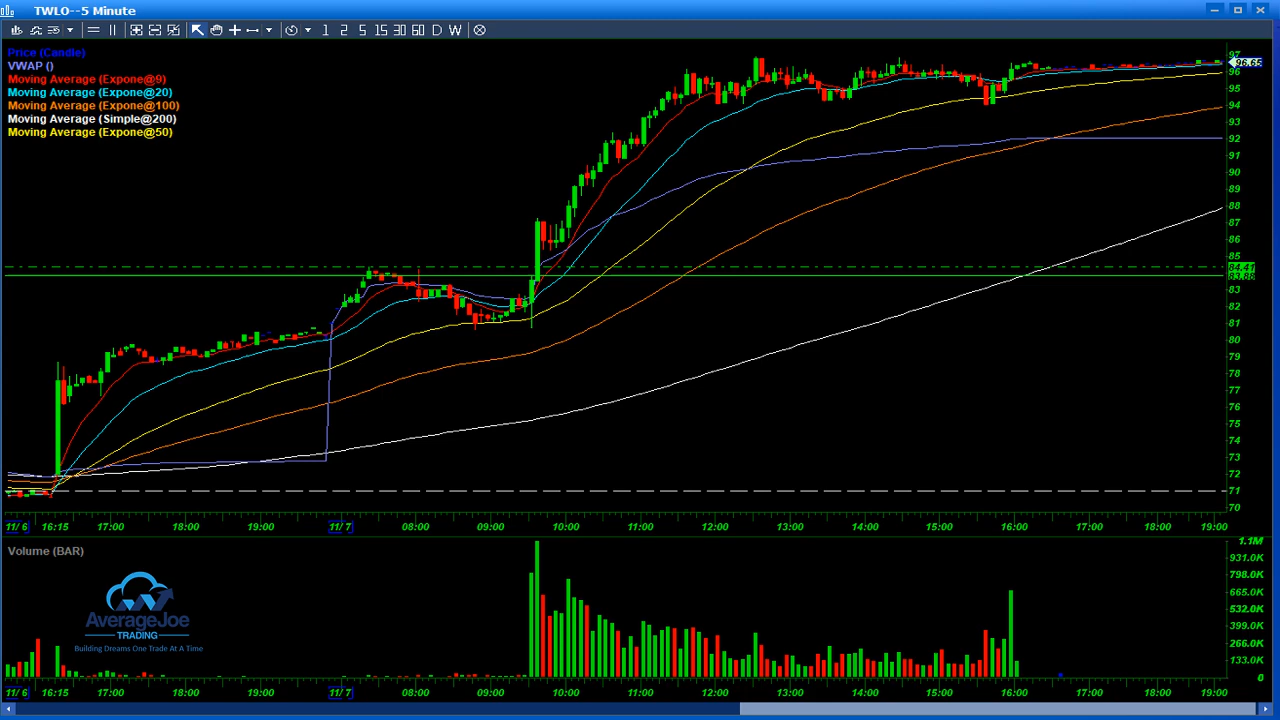 TWLO--5 Minute
1 2 5 15 30 60 D W
Price (Candle)
VWAP ()
Moving Average (Expone@9)
Moving Average (Expone@20)
Moving Average (Expone@100)
Moving Average (Simple@200)
Moving Average (Expone@50)
97
96.65
96
95
94
93
92
91
90
89
88
87
86
85
84.41
83.88
83
82
81
80
79
78
77
76
75
74
73
72
71
70
11/ 6 16:15 17:00 18:00 19:00 11/ 7 08:00 09:00 10:00 11:00 12:00 13:00 14:00 15:00 16:00 17:00 18:00 19:00
Volume (BAR)
1.1M
931.0K
798.0K
665.0K
532.0K
399.0K
266.0K
133.0K
0
AverageJoe
TRADING
Building Dreams One Trade At A Time
11/ 6 16:15 17:00 18:00 19:00 11/ 7 08:00 09:00 10:00 11:00 12:00 13:00 14:00 15:00 16:00 17:00 18:00 19:00